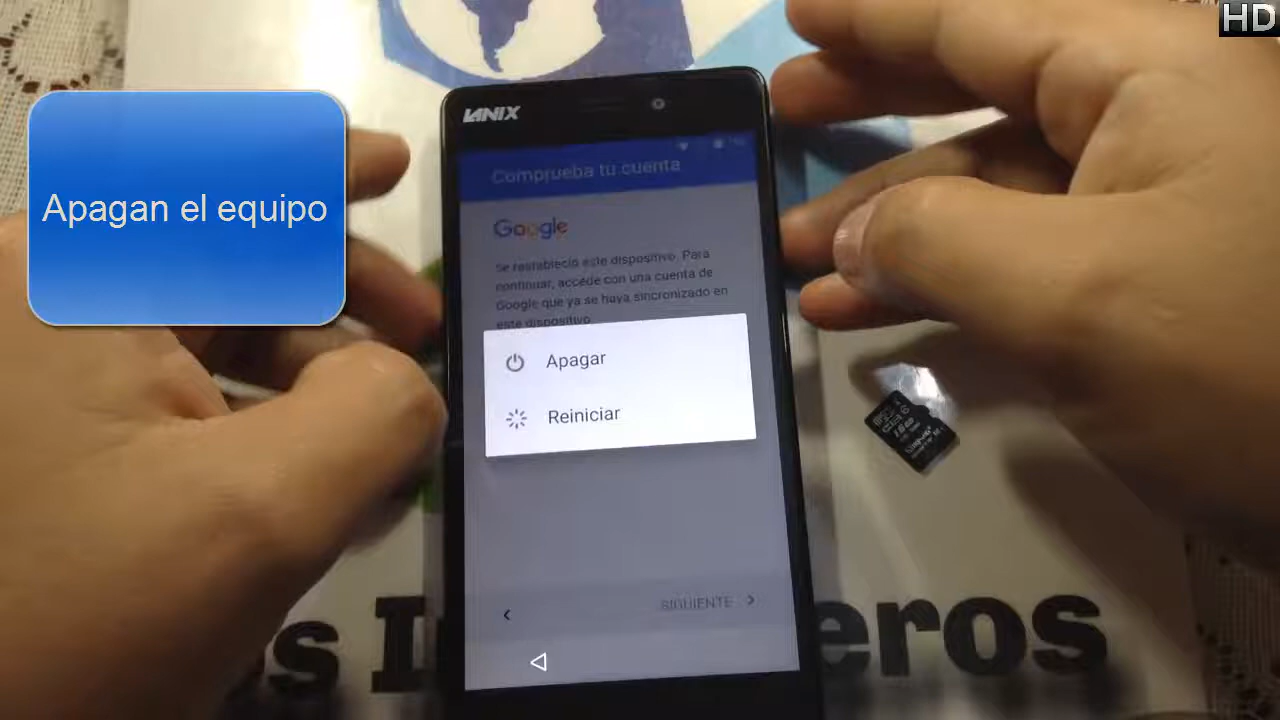 HD
LANIX
Apagan el equipo
Comprueba tu cuenta
Google
Se restableció este dispositivo. Para
continuar, accede con una cuenta de
Google que ya se haya sincronizado en
este dispositivo.
Apagar
Reiniciar
SIGUIENTE
eros